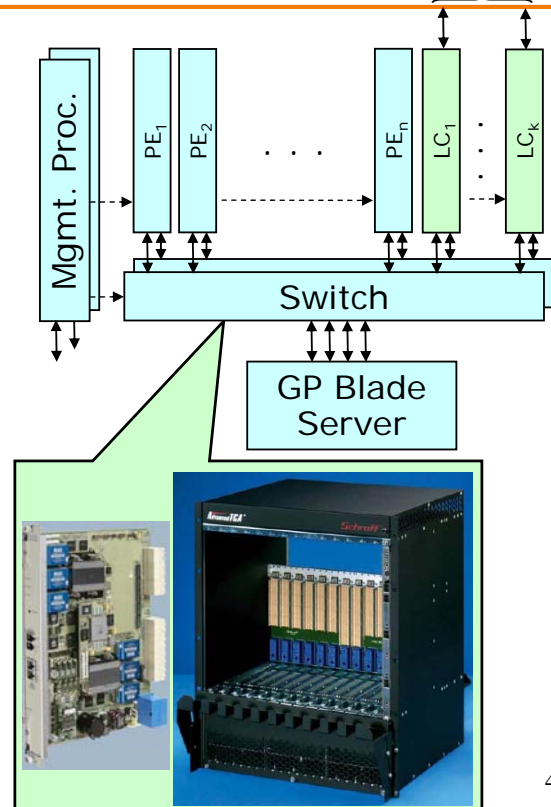 Mgmt. Proc.
PE₁
PE₂
. . .
PEₙ
LC₁
. . .
LCₖ
Switch
GP Blade
Server
AdvancedTCA
Schroff
4